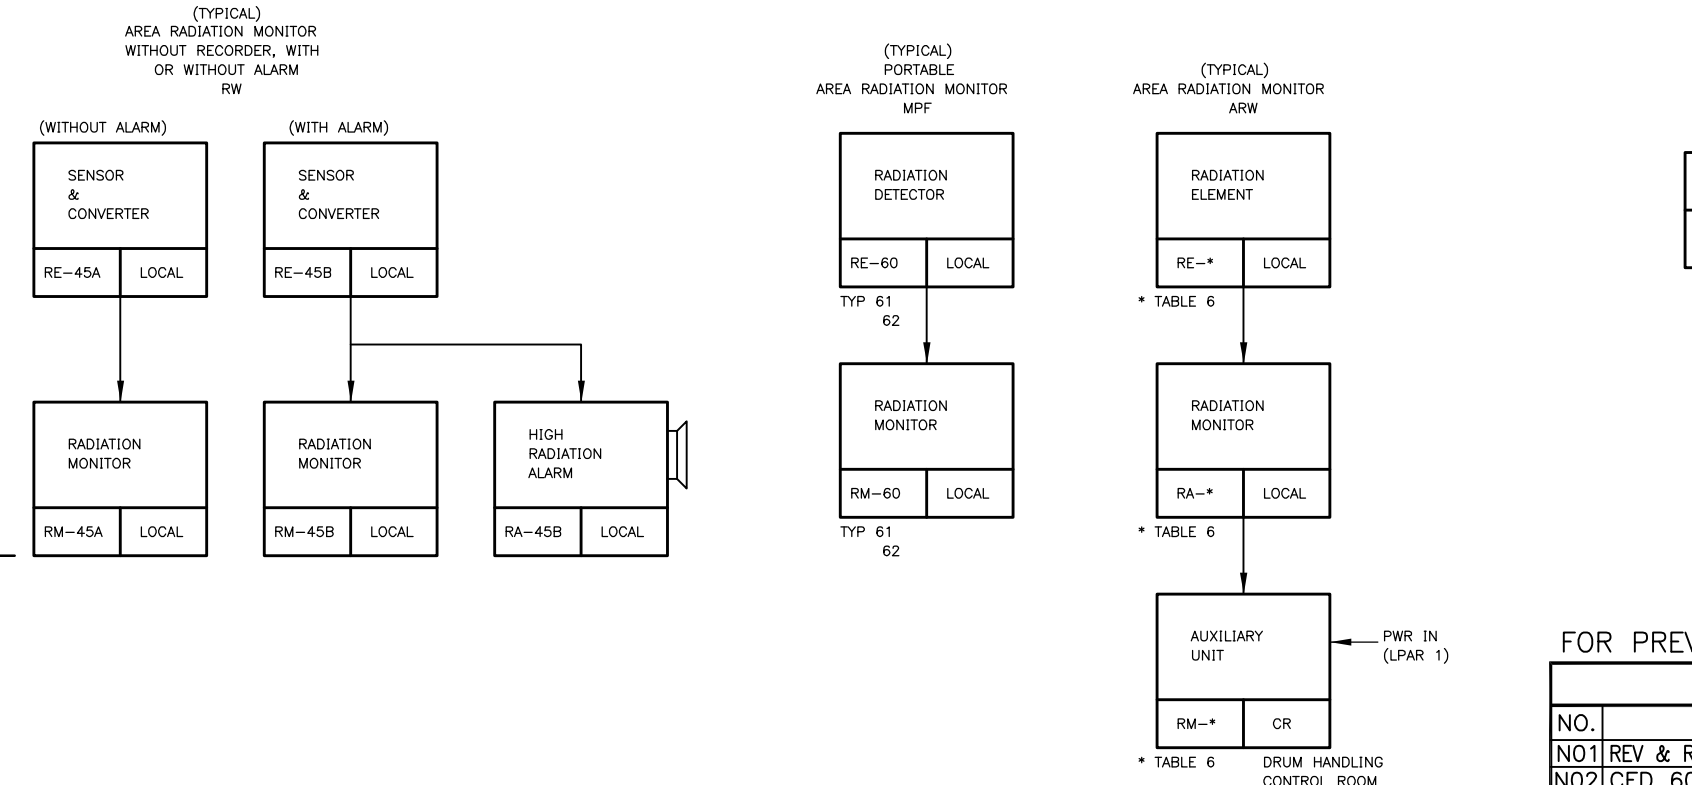 (TYPICAL)
AREA RADIATION MONITOR
WITHOUT RECORDER, WITH
OR WITHOUT ALARM
RW
(WITHOUT ALARM)
SENSOR
&
CONVERTER
RE-45A
LOCAL
RADIATION
MONITOR
RM-45A
LOCAL
(WITH ALARM)
SENSOR
&
CONVERTER
RE-45B
LOCAL
RADIATION
MONITOR
RM-45B
LOCAL
HIGH
RADIATION
ALARM
RA-45B
LOCAL
(TYPICAL)
PORTABLE
AREA RADIATION MONITOR
MPF
RADIATION
DETECTOR
RE-60
LOCAL
TYP 61
62
RADIATION
MONITOR
RM-60
LOCAL
TYP 61
62
(TYPICAL)
AREA RADIATION MONITOR
ARW
RADIATION
ELEMENT
RE-*
LOCAL
* TABLE 6
RADIATION
MONITOR
RA-*
LOCAL
* TABLE 6
AUXILIARY
UNIT
PWR IN
(LPAR 1)
RM-*
CR
* TABLE 6
DRUM HANDLING
CONTROL ROOM
FOR PREV
NO.
NO1 REV & R
NO2 CED 60